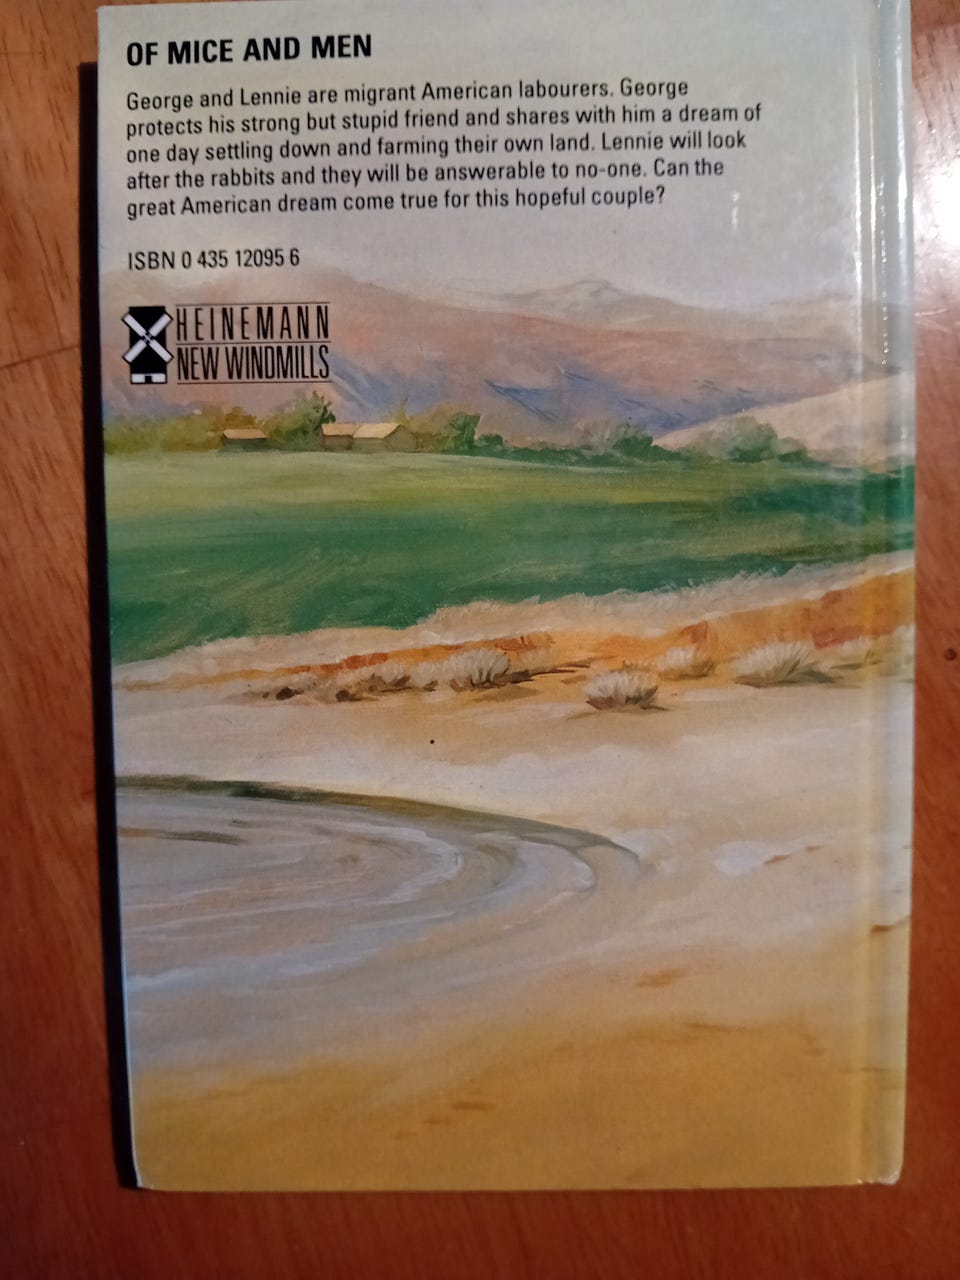 OF MICE AND MEN
George and Lennie are migrant American labourers. George
protects his strong but stupid friend and shares with him a dream of
one day settling down and farming their own land. Lennie will look
after the rabbits and they will be answerable to no-one. Can the
great American dream come true for this hopeful couple?
ISBN 0 435 12095 6
HEINEMANN
NEW WINDMILLS